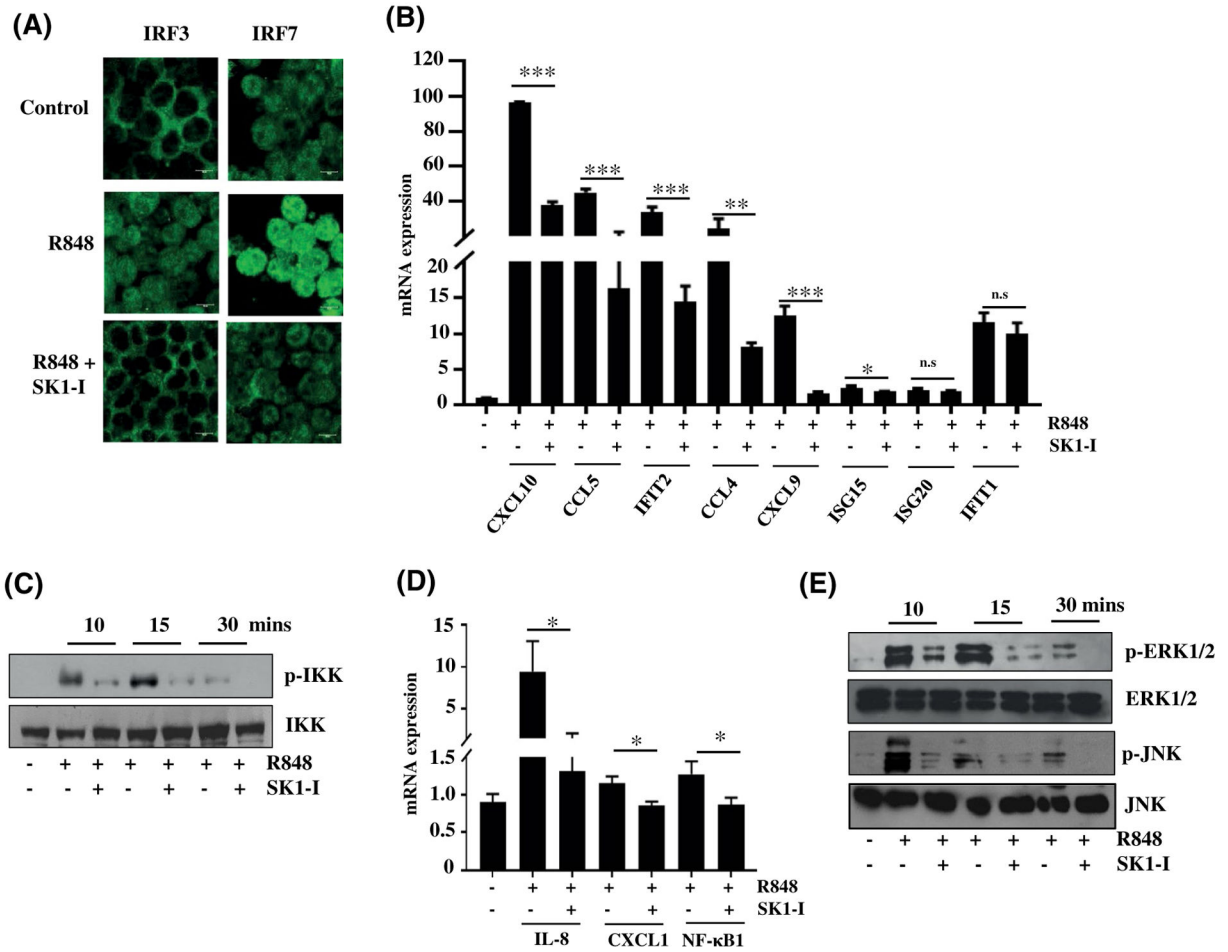 (A)
IRF3 IRF7
Control
R848
R848 +
SK1-I
(B)
mRNA expression
120
100
80
60
40
20
15
10
5
0
*** *** *** ** *** * n.s n.s
- + + + + + + + + + + + + + + + + R848
- - + - + - + - + - + - + - + - + SK1-I
CXCL10 CCL5 IFIT2 CCL4 CXCL9 ISG15 ISG20 IFIT1
(C)
10 15 30 mins
p-IKK
IKK
- + + + + + + R848
- - + - + - + SK1-I
(D)
mRNA expression
15
10
5
1.5
1.0
0.5
0
* * *
- + + + + + + R848
- - + - + - + SK1-I
IL-8 CXCL1 NF-κB1
(E)
10 15 30 mins
p-ERK1/2
ERK1/2
p-JNK
JNK
- + + + + + + R848
- - + - + - + SK1-I